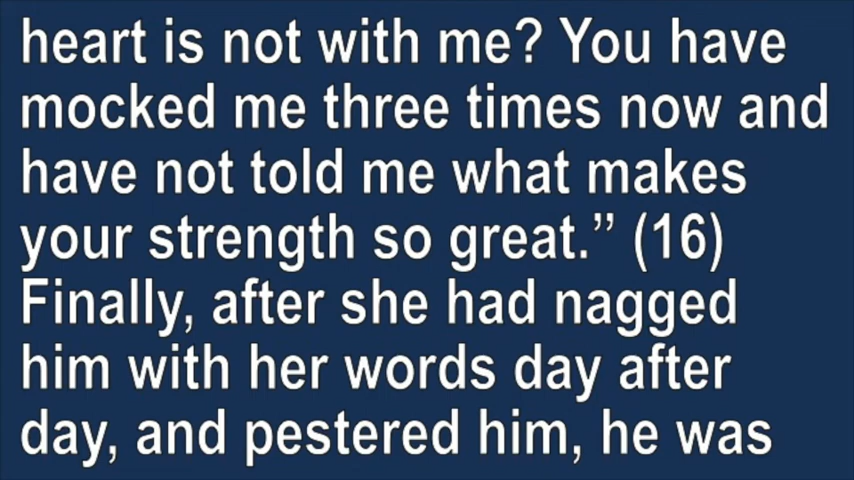 heart is not with me? You have
mocked me three times now and
have not told me what makes
your strength so great.” (16)
Finally, after she had nagged
him with her words day after
day, and pestered him, he was